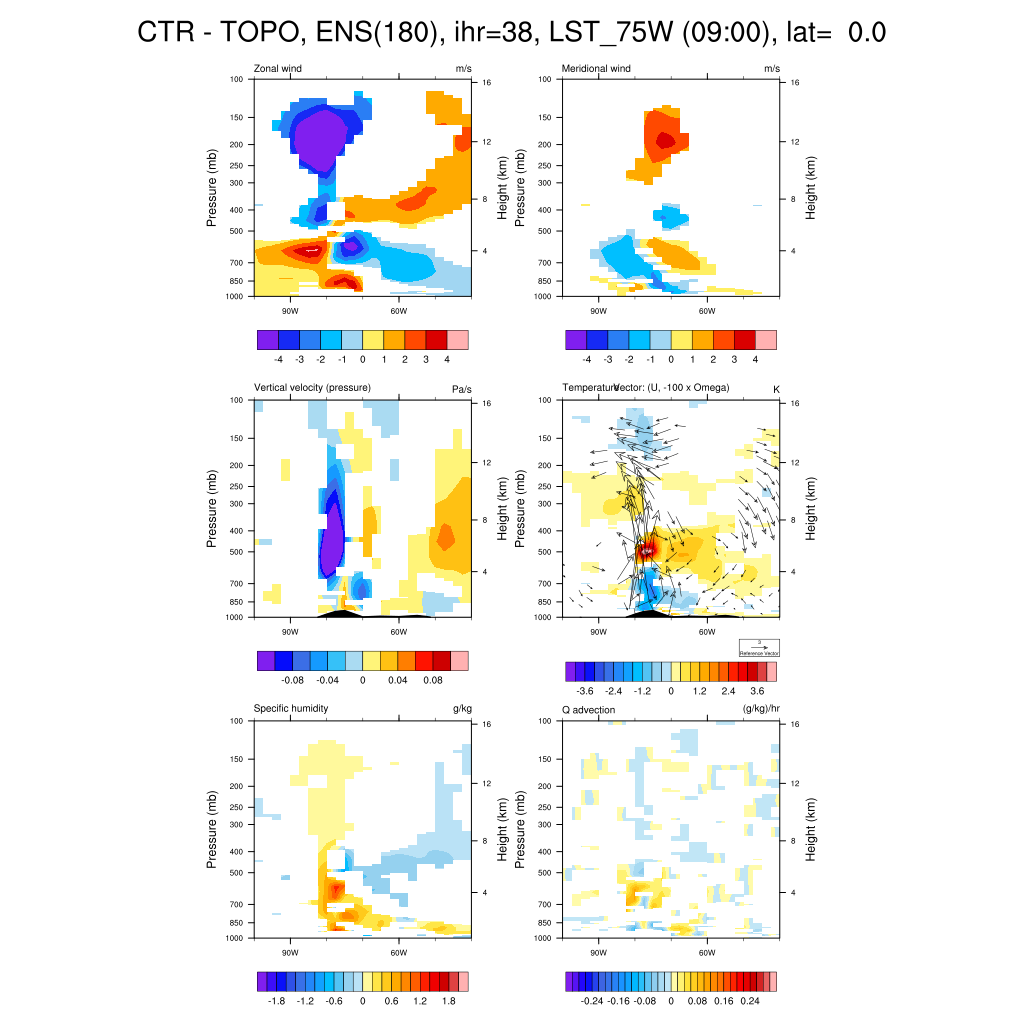 CTR - TOPO, ENS(180), ihr=38, LST_75W (09:00), lat= 0.0
Zonal wind m/s
Pressure (mb)
100
150
200
250
300
400
500
700
850
1000
16
12
8
4
Height (km)
90W 60W
-4 -3 -2 -1 0 1 2 3 4
Meridional wind m/s
Pressure (mb)
100
150
200
250
300
400
500
700
850
1000
16
12
8
4
Height (km)
90W 60W
-4 -3 -2 -1 0 1 2 3 4
Vertical velocity (pressure) Pa/s
Pressure (mb)
100
150
200
250
300
400
500
700
850
1000
16
12
8
4
Height (km)
90W 60W
-0.08 -0.04 0 0.04 0.08
Temperature Vector: (U, -100 x Omega) K
Pressure (mb)
100
150
200
250
300
400
500
700
850
1000
16
12
8
4
Height (km)
90W 60W
3
Reference Vector
-3.6 -2.4 -1.2 0 1.2 2.4 3.6
Specific humidity g/kg
Pressure (mb)
100
150
200
250
300
400
500
700
850
1000
16
12
8
4
Height (km)
90W 60W
-1.8 -1.2 -0.6 0 0.6 1.2 1.8
Q advection (g/kg)/hr
Pressure (mb)
100
150
200
250
300
400
500
700
850
1000
16
12
8
4
Height (km)
90W 60W
-0.24 -0.16 -0.08 0 0.08 0.16 0.24